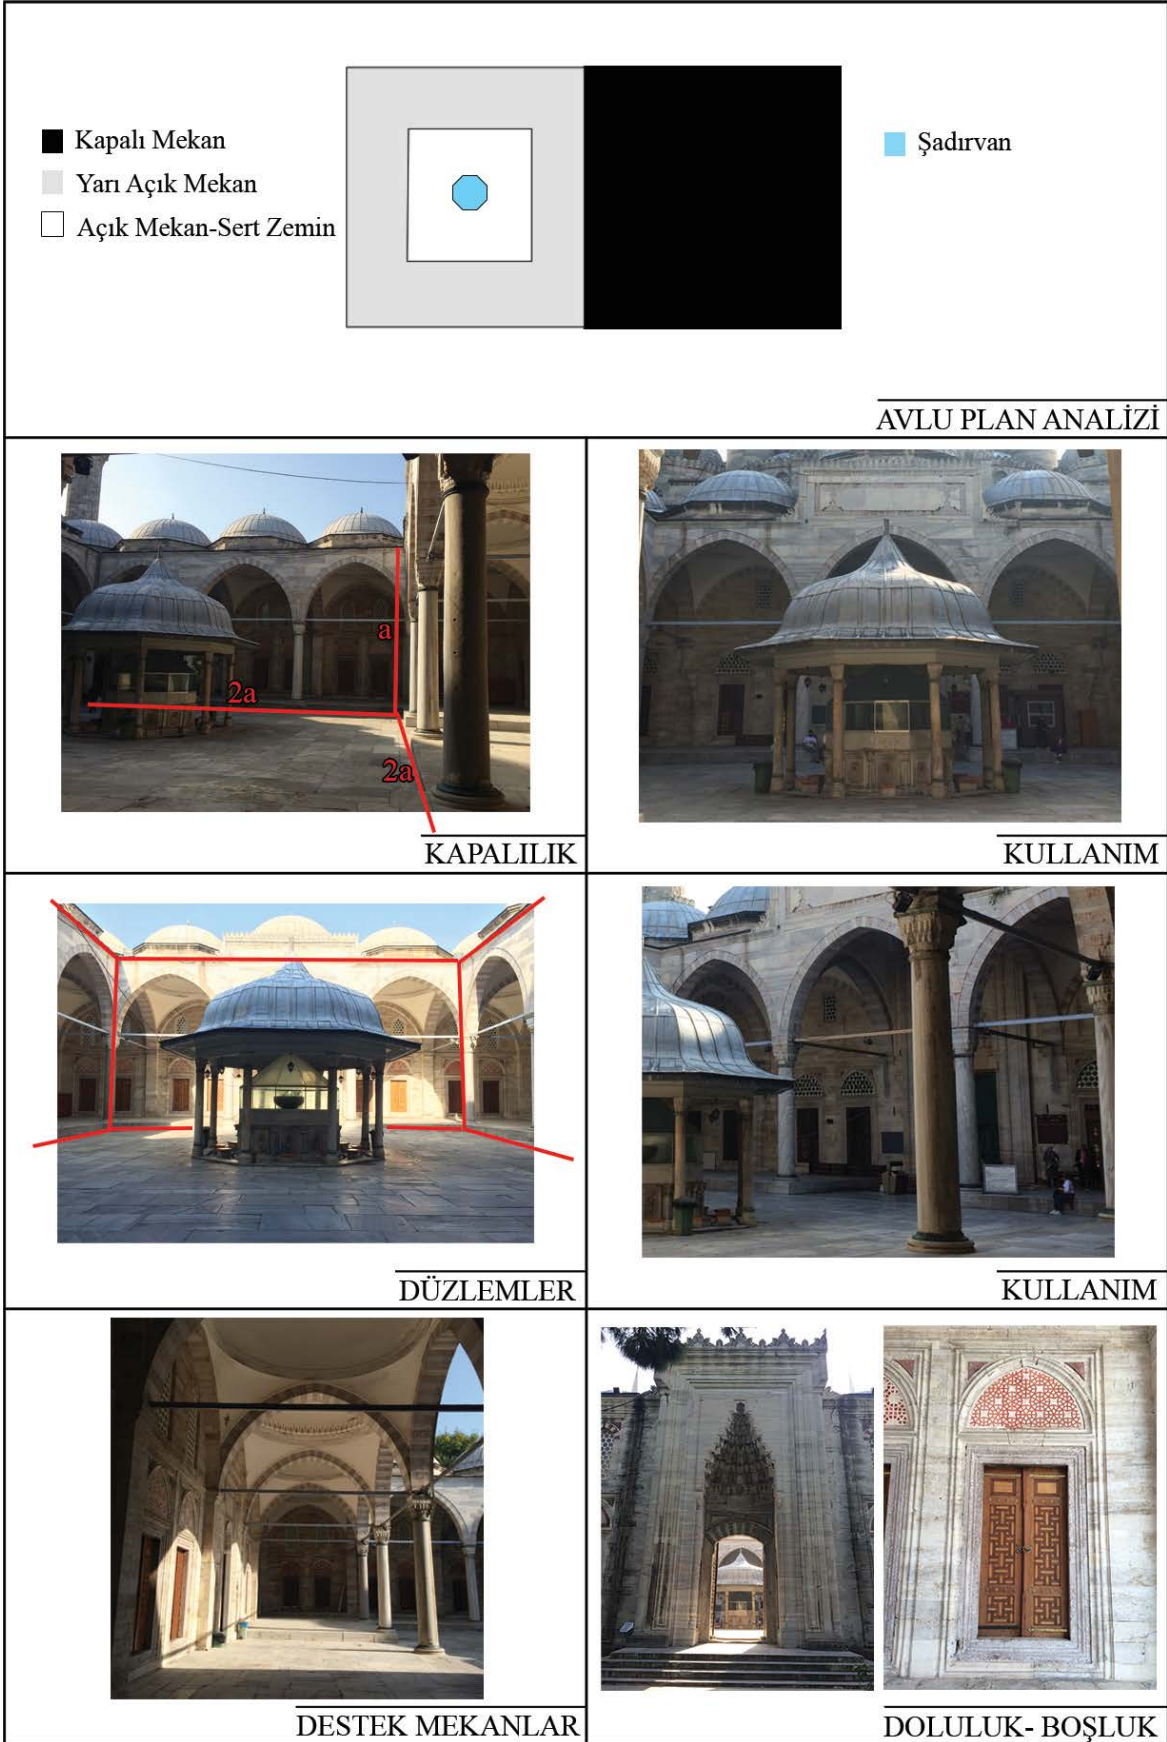 Kapalı Mekan
Yarı Açık Mekan
Açık Mekan-Sert Zemin
Şadırvan
AVLU PLAN ANALİZİ
a
2a
2a
KAPALILIK
KULLANIM
DÜZLEMLER
KULLANIM
DESTEK MEKANLAR
DOLULUK- BOŞLUK